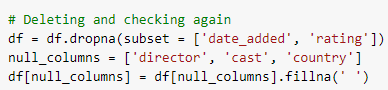 # Deleting and checking again
df = df.dropna(subset = ['date_added', 'rating'])
null_columns = ['director', 'cast', 'country']
df[null_columns] = df[null_columns].fillna(' ')